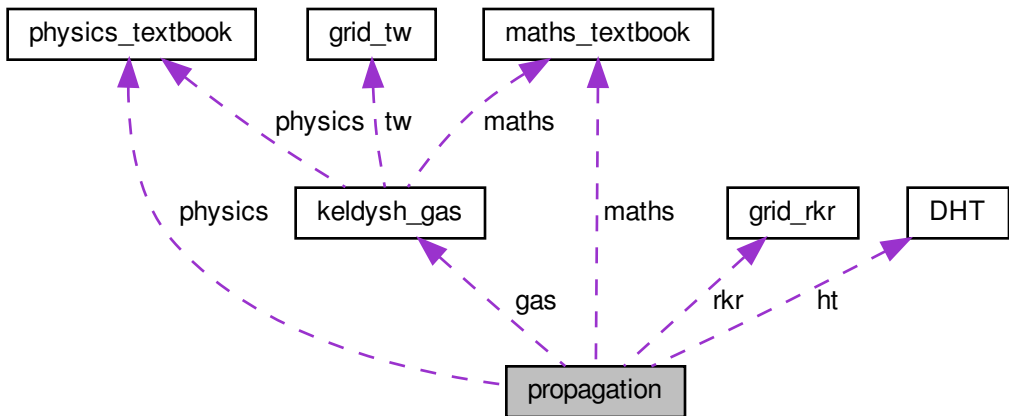 physics_textbook
grid_tw
maths_textbook
physics
tw
maths
keldysh_gas
grid_rkr
DHT
physics
maths
gas
rkr
ht
propagation